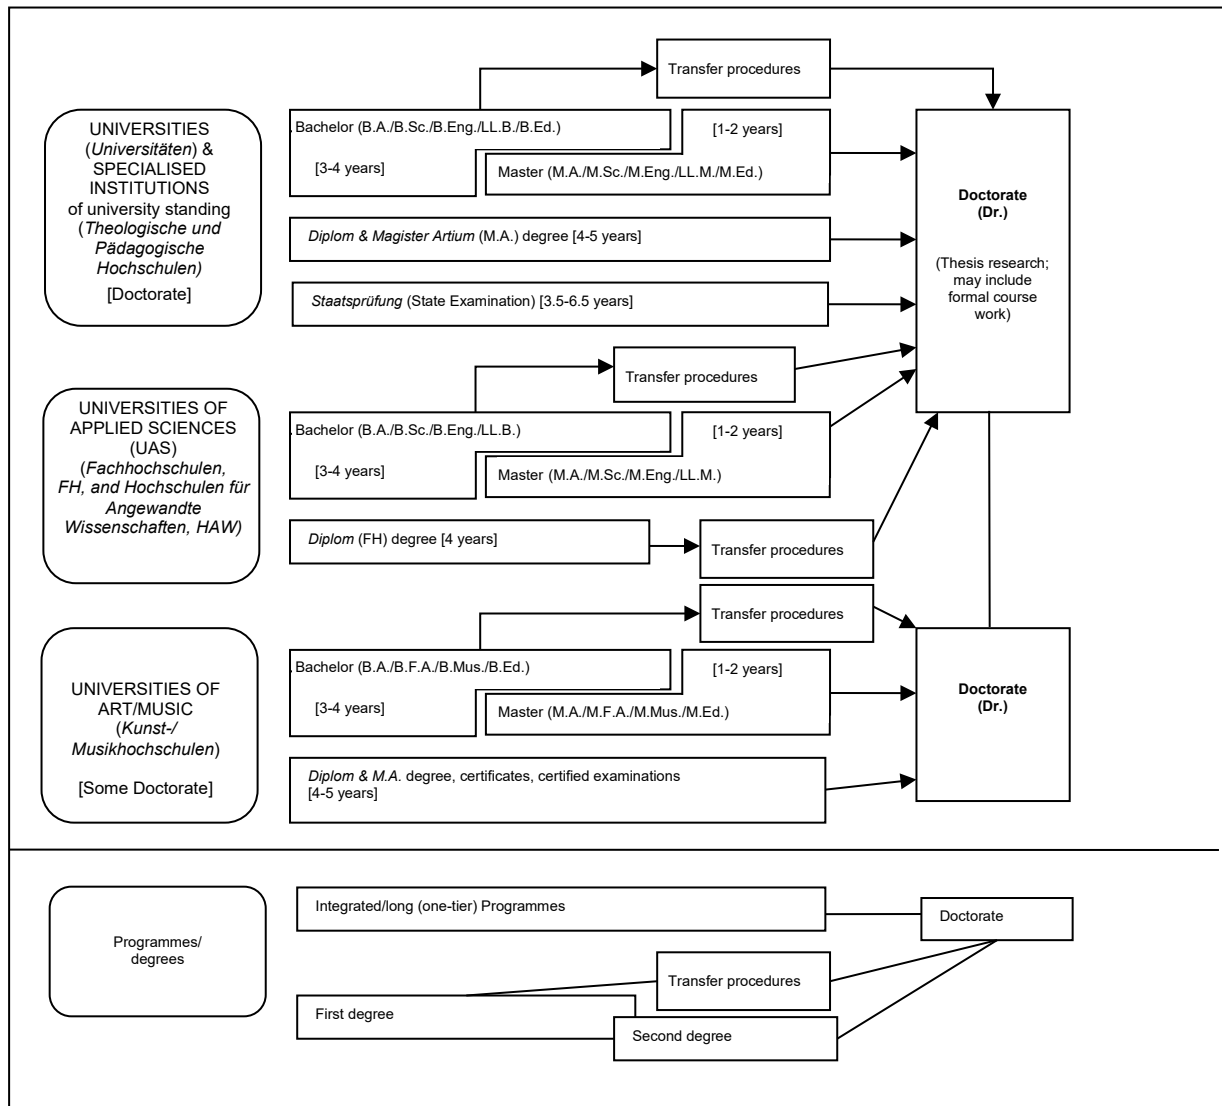 Transfer procedures
UNIVERSITIES
(Universitäten) &
SPECIALISED
INSTITUTIONS
of university standing
(Theologische und
Pädagogische
Hochschulen)
[Doctorate]
. Bachelor (B.A./B.Sc./B.Eng./LL.B./B.Ed.)
[3-4 years]
[1-2 years]
Master (M.A./M.Sc./M.Eng./LL.M./M.Ed.)
Diplom & Magister Artium (M.A.) degree [4-5 years]
Staatsprüfung (State Examination) [3.5-6.5 years]
Doctorate
(Dr.)
(Thesis research;
may include
formal course
work)
Transfer procedures
UNIVERSITIES OF
APPLIED SCIENCES
(UAS)
(Fachhochschulen,
FH, and Hochschulen für
Angewandte
Wissenschaften, HAW)
. Bachelor (B.A./B.Sc./B.Eng./LL.B.)
[3-4 years]
[1-2 years]
Master (M.A./M.Sc./M.Eng./LL.M.)
Diplom (FH) degree [4 years]
Transfer procedures
Transfer procedures
UNIVERSITIES OF
ART/MUSIC
(Kunst-/
Musikhochschulen)
[Some Doctorate]
. Bachelor (B.A./B.F.A./B.Mus./B.Ed.)
[3-4 years]
[1-2 years]
Master (M.A./M.F.A./M.Mus./M.Ed.)
Diplom & M.A. degree, certificates, certified examinations
[4-5 years]
Doctorate
(Dr.)
Programmes/
degrees
Integrated/long (one-tier) Programmes
Doctorate
Transfer procedures
First degree
Second degree